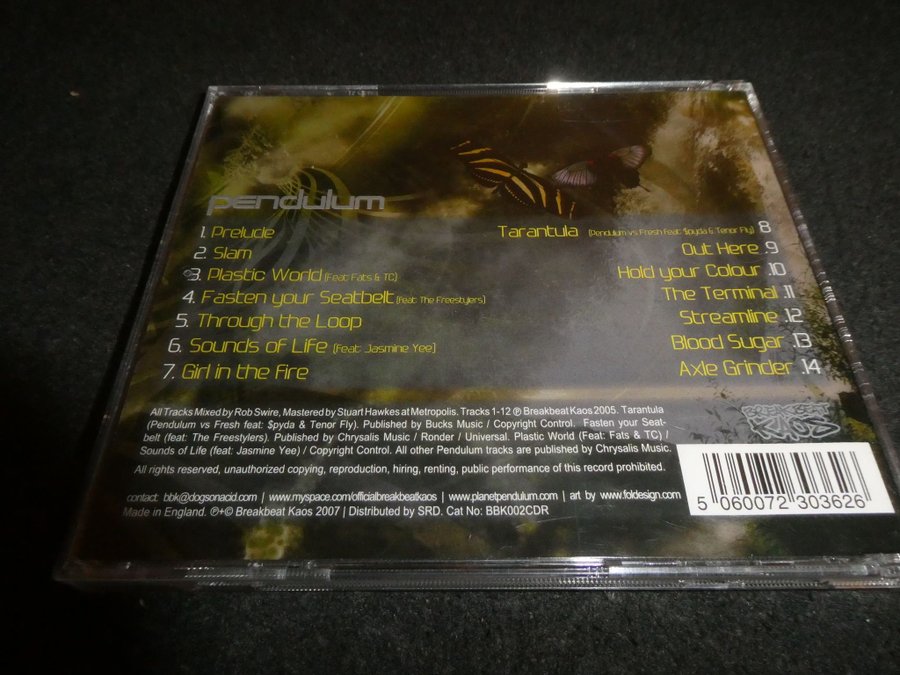 pendulum
1. Prelude
2. Slam
3. Plastic World (Feat: Fats & TC)
4. Fasten your Seatbelt (feat: The Freestylers)
5. Through the Loop
6. Sounds of Life (feat: Jasmine Yee)
7. Girl in the Fire
Tarantula (Pendulum vs Fresh feat: $pyda & Tenor Fly) 8
Out Here .9
Hold your Colour .10
The Terminal .11
Streamline .12
Blood Sugar .13
Axle Grinder .14
BREAKBEAT KAOS
All Tracks Mixed by Rob Swire, Mastered by Stuart Hawkes at Metropolis. Tracks 1-12 ℗ Breakbeat Kaos 2005. Tarantula
(Pendulum vs Fresh feat: $pyda & Tenor Fly). Published by Bucks Music / Copyright Control. Fasten your Seat-
belt (feat: The Freestylers). Published by Chrysalis Music / Ronder / Universal. Plastic World (Feat: Fats & TC) /
Sounds of Life (feat: Jasmine Yee) / Copyright Control. All other Pendulum tracks are published by Chrysalis Music.
All rights reserved, unauthorized copying, reproduction, hiring, renting, public performance of this record prohibited.
contact: bbk@dogsonacid.com | www.myspace.com/officialbreakbeatkaos | www.planetpendulum.com | art by www.foldesign.com
Made in England. ℗+© Breakbeat Kaos 2007 | Distributed by SRD. Cat No: BBK002CDR
5 060072 303626